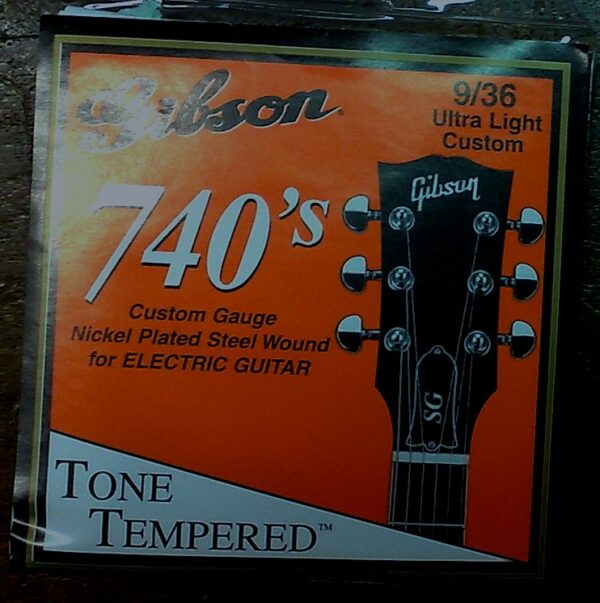 Gibson
9/36
Ultra Light
Custom
Gibson
740's
Custom Gauge
Nickel Plated Steel Wound
for ELECTRIC GUITAR
SG
TONE
TEMPERED™